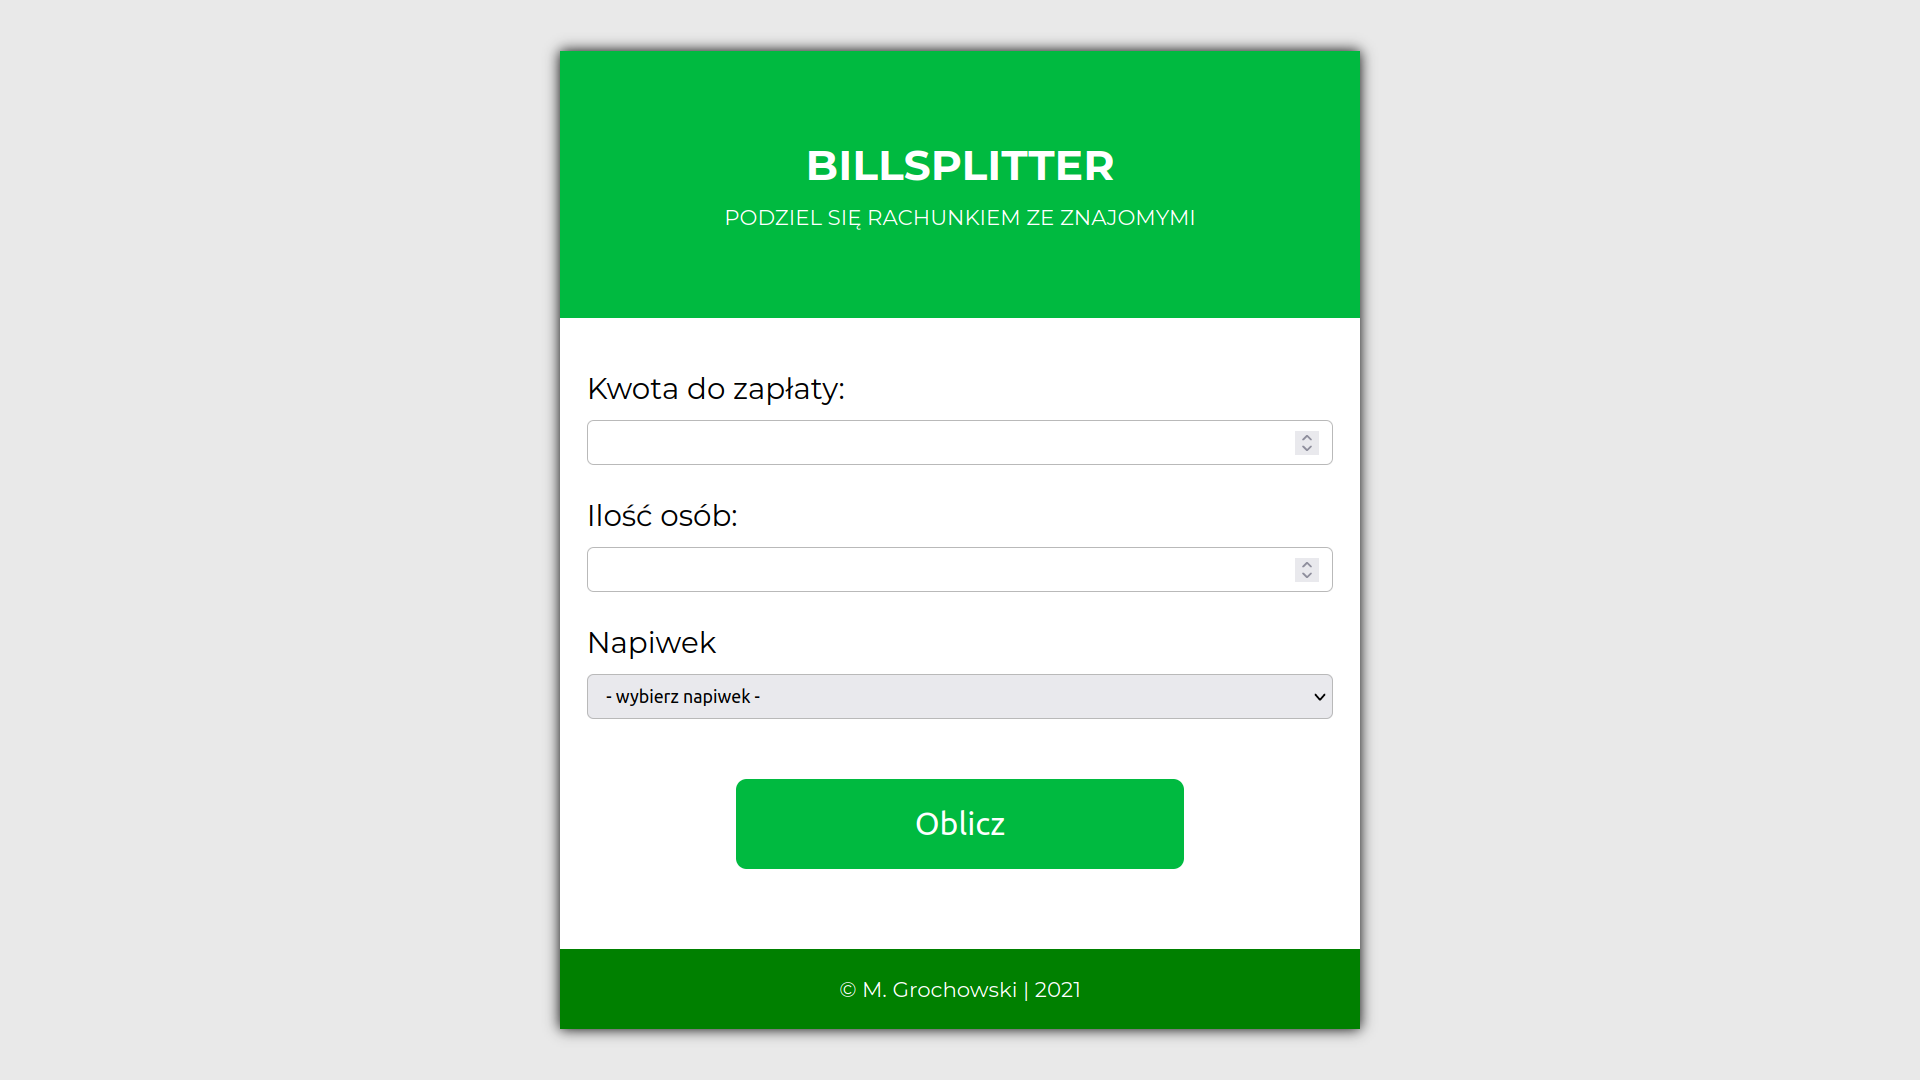 BILLSPLITTER
PODZIEL SIĘ RACHUNKIEM ZE ZNAJOMYMI
Kwota do zapłaty:
Ilość osób:
Napiwek
- wybierz napiwek -
Oblicz
© M. Grochowski | 2021